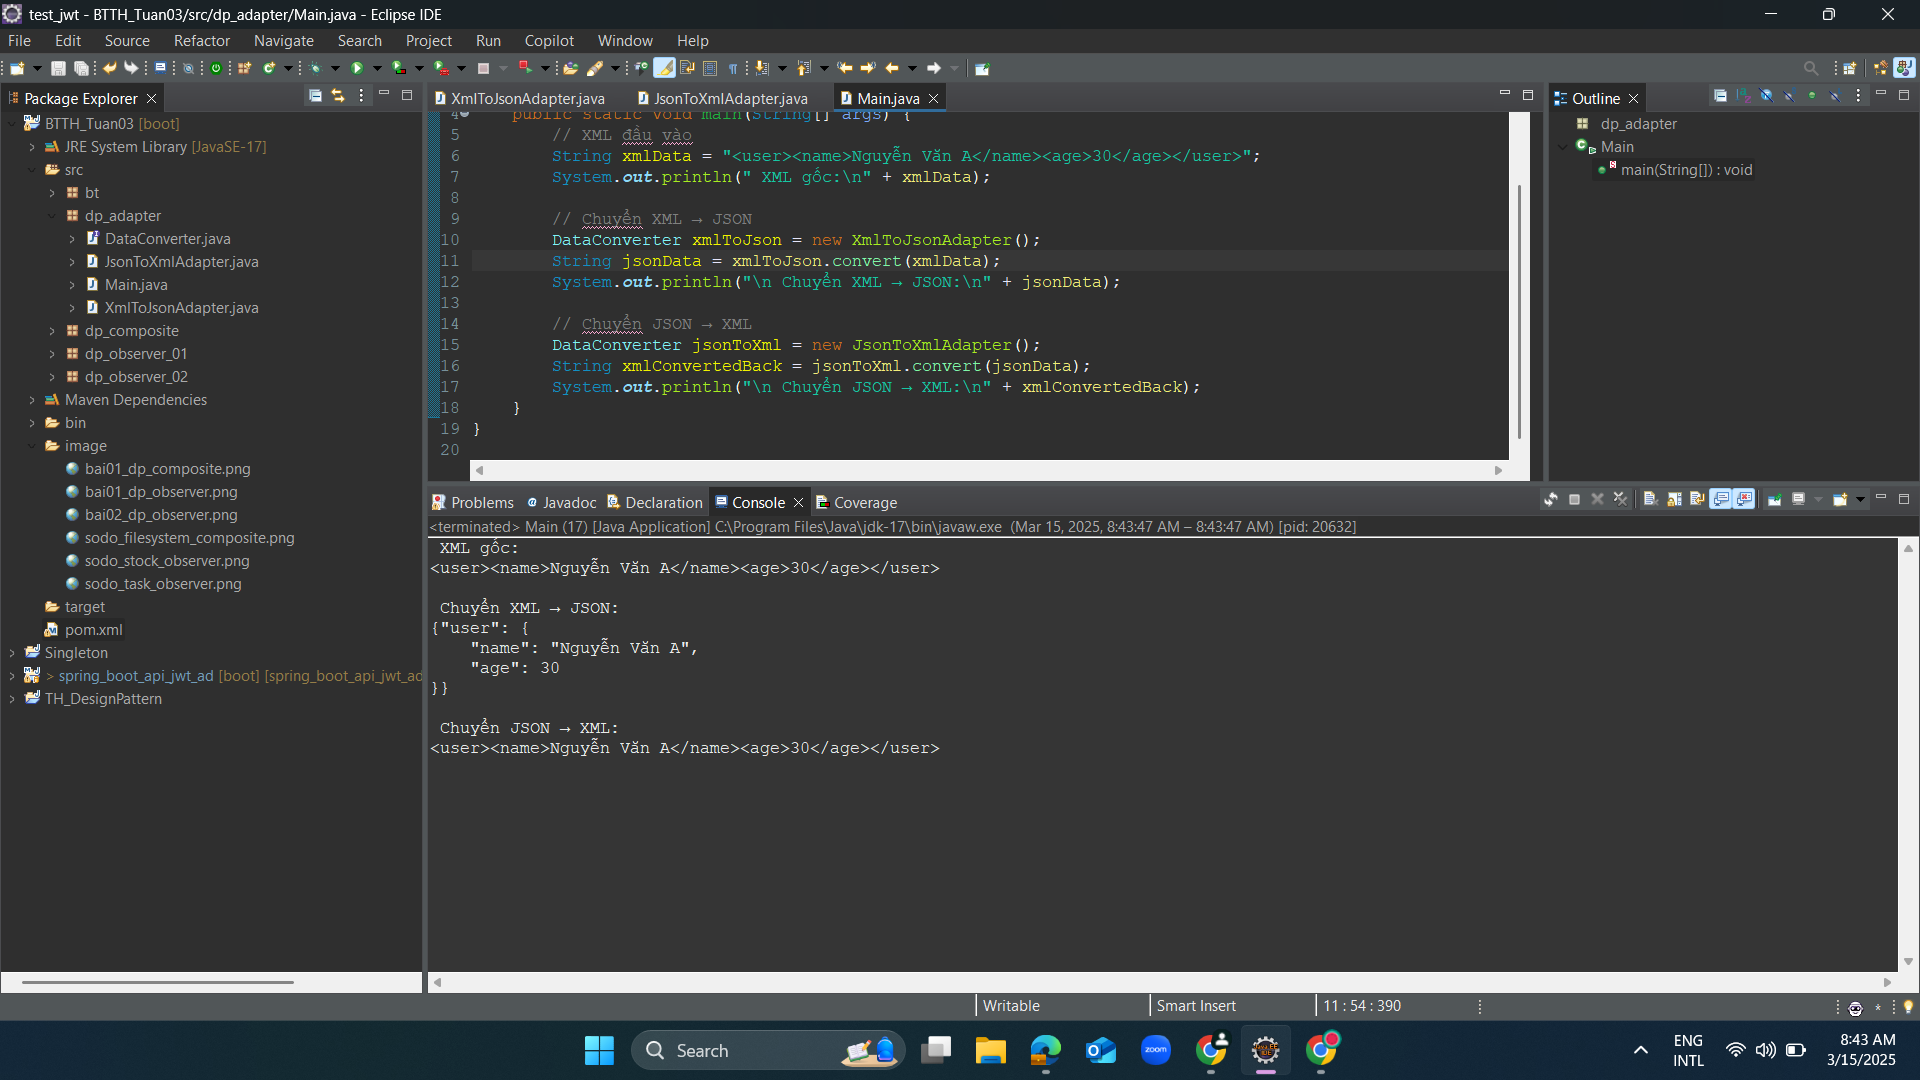 test_jwt - BTTH_Tuan03/src/dp_adapter/Main.java - Eclipse IDE
File Edit Source Refactor Navigate Search Project Run Copilot Window Help
Package Explorer
BTTH_Tuan03 [boot]
JRE System Library [JavaSE-17]
src
bt
dp_adapter
DataConverter.java
JsonToXmlAdapter.java
Main.java
XmlToJsonAdapter.java
dp_composite
dp_observer_01
dp_observer_02
Maven Dependencies
bin
image
bai01_dp_composite.png
bai01_dp_observer.png
bai02_dp_observer.png
sodo_filesystem_composite.png
sodo_stock_observer.png
sodo_task_observer.png
target
pom.xml
Singleton
> spring_boot_api_jwt_ad [boot] [spring_boot_api_jwt_ad
TH_DesignPattern
XmlToJsonAdapter.java JsonToXmlAdapter.java Main.java
4 public static void main(String[] args) {
5 // XML đầu vào
6 String xmlData = "<user><name>Nguyễn Văn A</name><age>30</age></user>";
7 System.out.println(" XML gốc:\n" + xmlData);
8
9 // Chuyển XML → JSON
10 DataConverter xmlToJson = new XmlToJsonAdapter();
11 String jsonData = xmlToJson.convert(xmlData);
12 System.out.println("\n Chuyển XML → JSON:\n" + jsonData);
13
14 // Chuyển JSON → XML
15 DataConverter jsonToXml = new JsonToXmlAdapter();
16 String xmlConvertedBack = jsonToXml.convert(jsonData);
17 System.out.println("\n Chuyển JSON → XML:\n" + xmlConvertedBack);
18 }
19 }
20
Outline
dp_adapter
Main
main(String[]) : void
Problems Javadoc Declaration Console Coverage
<terminated> Main (17) [Java Application] C:\Program Files\Java\jdk-17\bin\javaw.exe (Mar 15, 2025, 8:43:47 AM – 8:43:47 AM) [pid: 20632]
XML gốc:
<user><name>Nguyễn Văn A</name><age>30</age></user>
Chuyển XML → JSON:
{"user": {
"name": "Nguyễn Văn A",
"age": 30
}}
Chuyển JSON → XML:
<user><name>Nguyễn Văn A</name><age>30</age></user>
Writable Smart Insert 11 : 54 : 390
Search
zoom
ENG
INTL
8:43 AM
3/15/2025